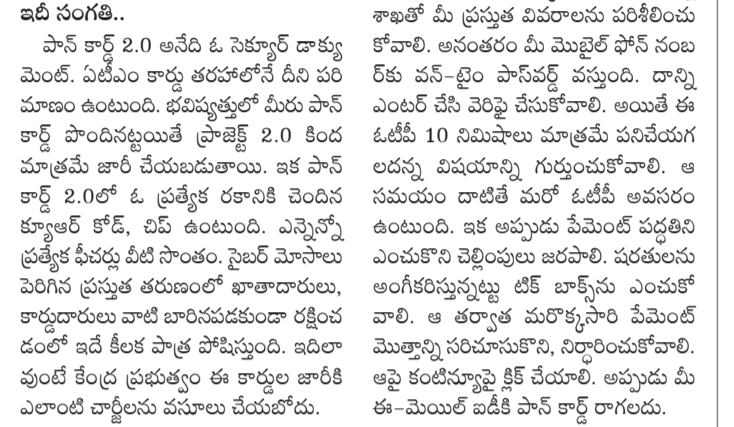 ఇదీ సంగతి..
పాన్ కార్డ్ 2.0 అనేది ఓ సెక్యూర్ డాక్యు
మెంట్. ఏటీఎం కార్డు తరహాలోనే దీని పరి
మాణం ఉంటుంది. భవిష్యత్తులో మీరు పాన్
కార్డ్ పొందినట్టయితే ప్రాజెక్ట్ 2.0 కింద
మాత్రమే జారీ చేయబడుతాయి. ఇక పాన్
కార్డ్ 2.0లో ఓ ప్రత్యేక రకానికి చెందిన
క్యూఆర్ కోడ్, చిప్ ఉంటుంది. ఎన్నెన్నో
ప్రత్యేక ఫీచర్లు వీటి సొంతం. సైబర్ మోసాలు
పెరిగిన ప్రస్తుత తరుణంలో ఖాతాదారులు,
కార్డుదారులు వాటి బారినపడకుండా రక్షించ
డంలో ఇదే కీలక పాత్ర పోషిస్తుంది. ఇదిలా
వుంటే కేంద్ర ప్రభుత్వం ఈ కార్డుల జారీకి
ఎలాంటి చార్జీలను వసూలు చేయబోదు.
శాఖతో మీ ప్రస్తుత వివరాలను పరిశీలించు
కోవాలి. అనంతరం మీ మొబైల్ ఫోన్ నంబ
ర్‌కు వన్-టైం పాస్‌వర్డ్ వస్తుంది. దాన్ని
ఎంటర్ చేసి వెరిఫై చేసుకోవాలి. అయితే ఈ
ఓటీపీ 10 నిమిషాలు మాత్రమే పనిచేయగ
లదన్న విషయాన్ని గుర్తుంచుకోవాలి. ఆ
సమయం దాటితే మరో ఓటీపీ అవసరం
ఉంటుంది. ఇక అప్పుడు పేమెంట్ పద్ధతిని
ఎంచుకొని చెల్లింపులు జరపాలి. షరతులను
అంగీకరిస్తున్నట్టు టిక్ బాక్స్‌ను ఎంచుకో
వాలి. ఆ తర్వాత మరొక్కసారి పేమెంట్
మొత్తాన్ని సరిచూసుకొని, నిర్ధారించుకోవాలి.
ఆపై కంటిన్యూపై క్లిక్ చేయాలి. అప్పుడు మీ
ఈ-మెయిల్ ఐడీకి పాన్ కార్డ్ రాగలదు.